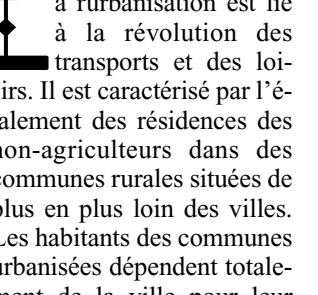 a rurbanisation est lié
à la révolution des
transports et des loi-
irs. Il est caractérisé par l'é-
alement des résidences des
non-agriculteurs dans des
communes rurales situées de
plus en plus loin des villes.
Les habitants des communes
urbanisées dépendent totale-
ment de la ville pour leur